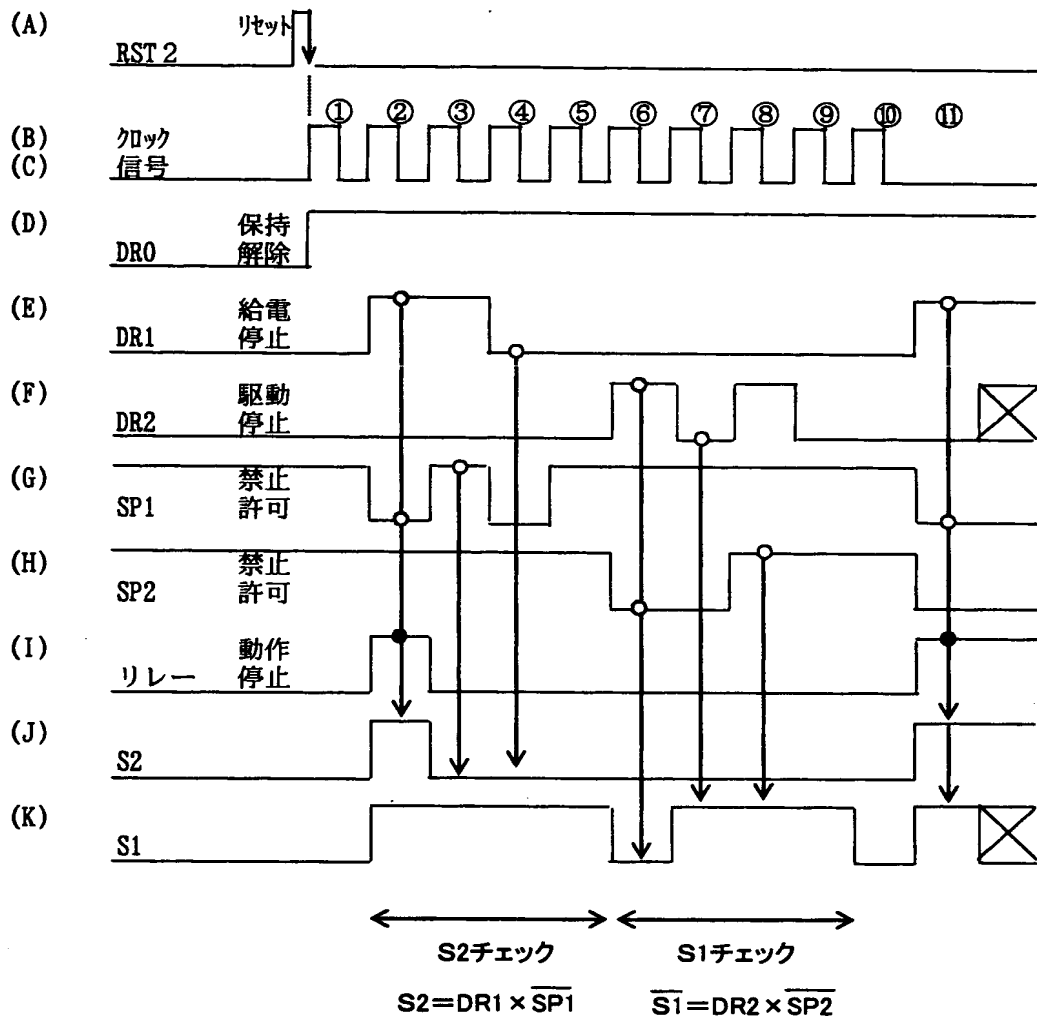 (A) リセット
RST 2
① ② ③ ④ ⑤ ⑥ ⑦ ⑧ ⑨ ⑩ ⑪
(B) クロック
(C) 信号
(D) 保持
DR0 解除
(E) 給電
DR1 停止
(F) 駆動
DR2 停止
(G) 禁止
SP1 許可
(H) 禁止
SP2 許可
(I) 動作
リレー 停止
(J)
S2
(K)
S1
S2チェック S1チェック
S2=DR1×\overline{SP1} \overline{S1}=DR2×\overline{SP2}